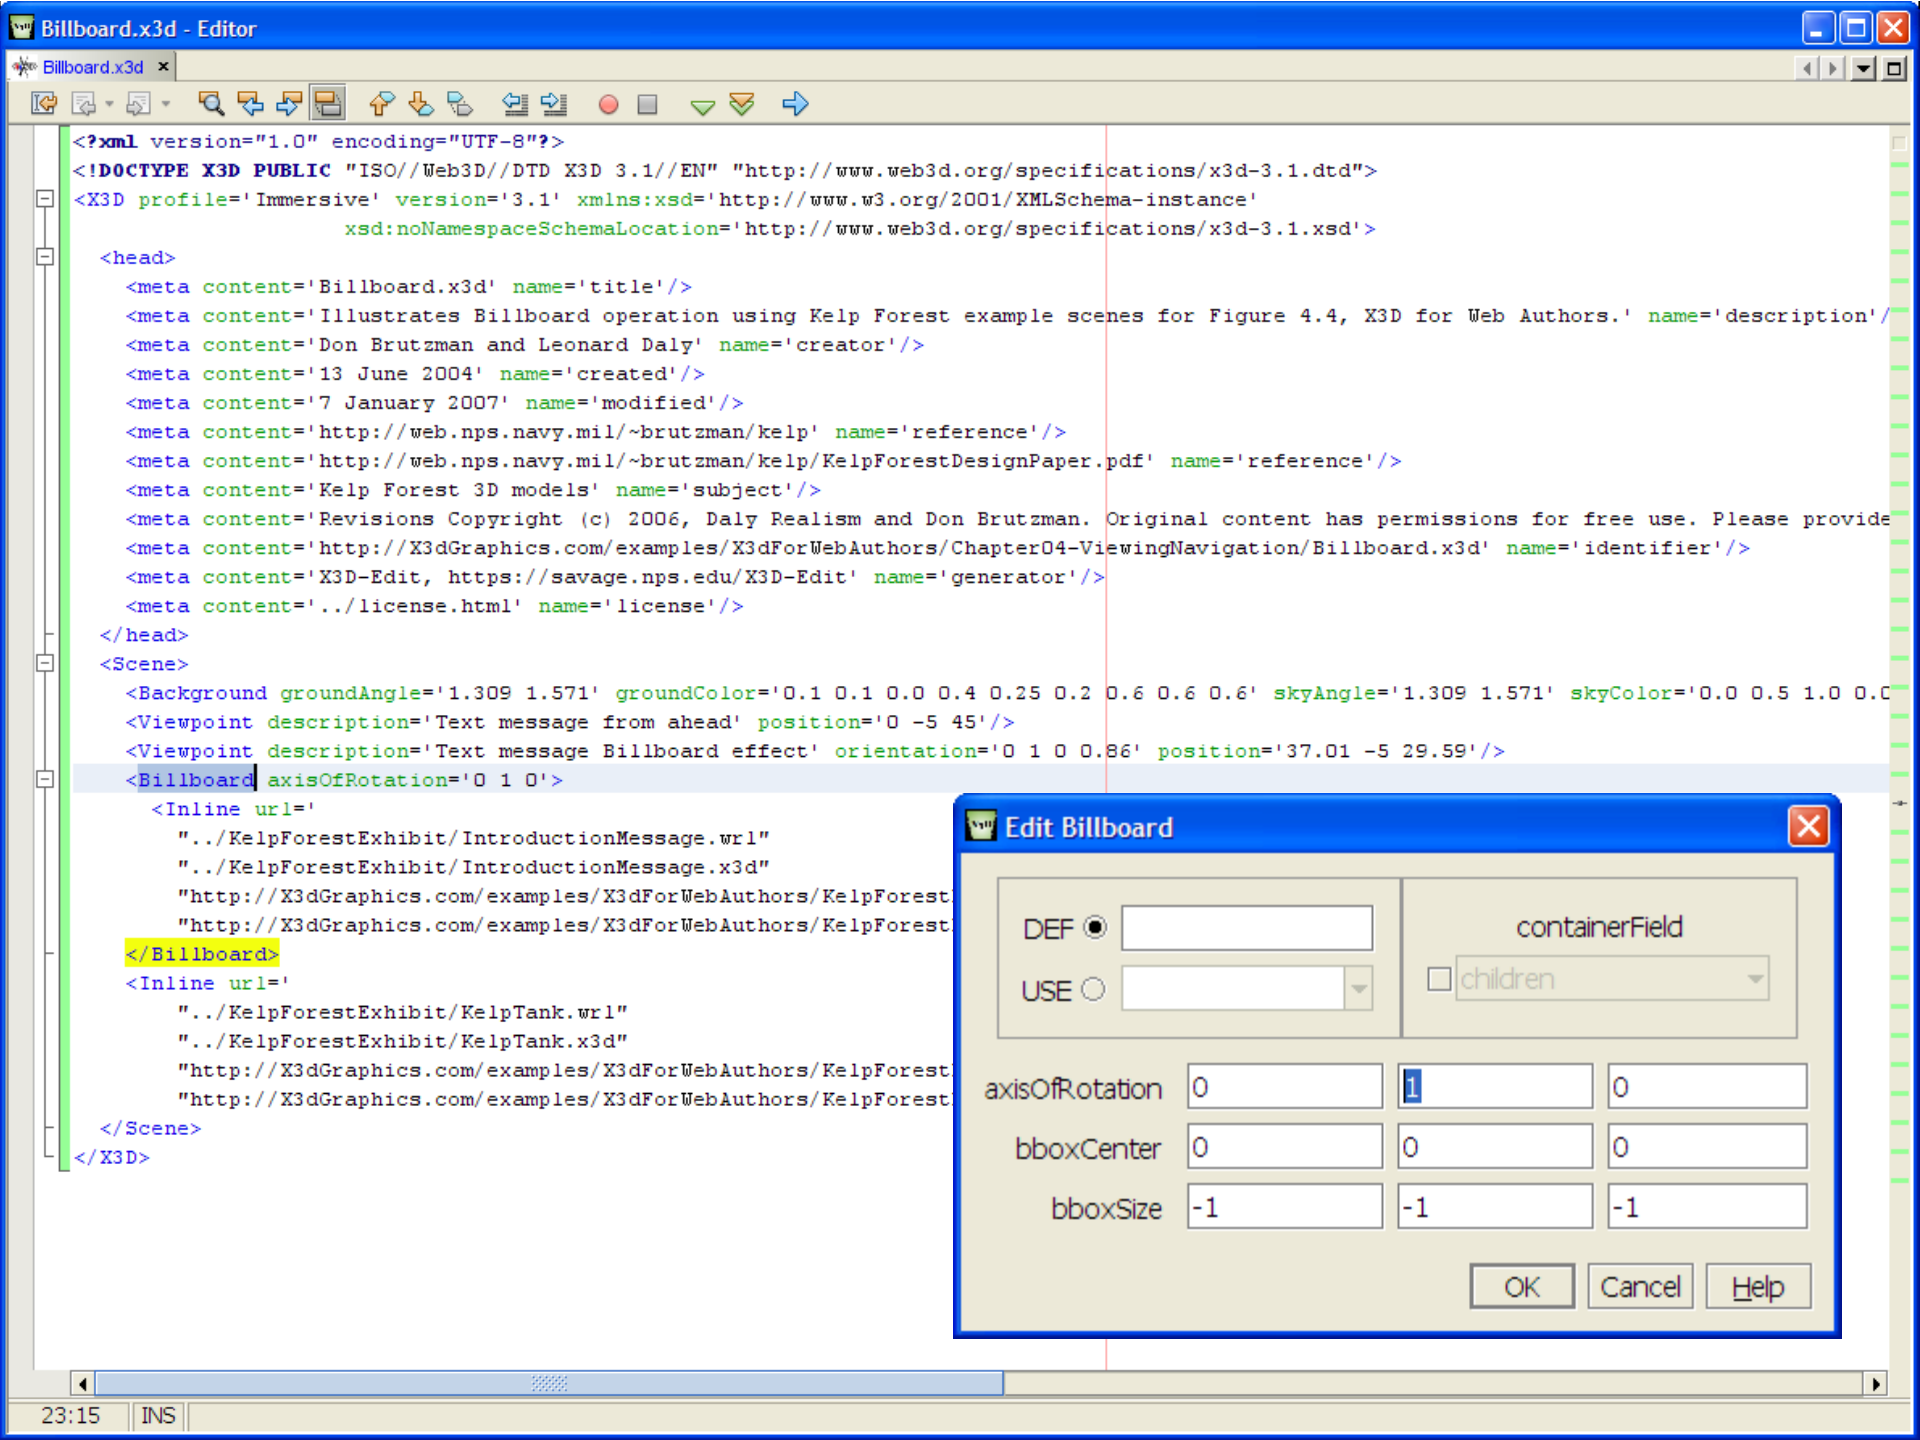 Billboard.x3d - Editor
Billboard.x3d
<?xml version="1.0" encoding="UTF-8"?>
<!DOCTYPE X3D PUBLIC "ISO//Web3D//DTD X3D 3.1//EN" "http://www.web3d.org/specifications/x3d-3.1.dtd">
<X3D profile='Immersive' version='3.1' xmlns:xsd='http://www.w3.org/2001/XMLSchema-instance'
xsd:noNamespaceSchemaLocation='http://www.web3d.org/specifications/x3d-3.1.xsd'>
<head>
<meta content='Billboard.x3d' name='title'/>
<meta content='Illustrates Billboard operation using Kelp Forest example scenes for Figure 4.4, X3D for Web Authors.' name='description'/
<meta content='Don Brutzman and Leonard Daly' name='creator'/>
<meta content='13 June 2004' name='created'/>
<meta content='7 January 2007' name='modified'/>
<meta content='http://web.nps.navy.mil/~brutzman/kelp' name='reference'/>
<meta content='http://web.nps.navy.mil/~brutzman/kelp/KelpForestDesignPaper.pdf' name='reference'/>
<meta content='Kelp Forest 3D models' name='subject'/>
<meta content='Revisions Copyright (c) 2006, Daly Realism and Don Brutzman. Original content has permissions for free use. Please provide
<meta content='http://X3dGraphics.com/examples/X3dForWebAuthors/Chapter04-ViewingNavigation/Billboard.x3d' name='identifier'/>
<meta content='X3D-Edit, https://savage.nps.edu/X3D-Edit' name='generator'/>
<meta content='../license.html' name='license'/>
</head>
<Scene>
<Background groundAngle='1.309 1.571' groundColor='0.1 0.1 0.0 0.4 0.25 0.2 0.6 0.6 0.6' skyAngle='1.309 1.571' skyColor='0.0 0.5 1.0 0.0
<Viewpoint description='Text message from ahead' position='0 -5 45'/>
<Viewpoint description='Text message Billboard effect' orientation='0 1 0 0.86' position='37.01 -5 29.59'/>
<Billboard axisOfRotation='0 1 0'>
<Inline url='
"../KelpForestExhibit/IntroductionMessage.wrl"
"../KelpForestExhibit/IntroductionMessage.x3d"
"http://X3dGraphics.com/examples/X3dForWebAuthors/KelpForest
"http://X3dGraphics.com/examples/X3dForWebAuthors/KelpForest
</Billboard>
<Inline url='
"../KelpForestExhibit/KelpTank.wrl"
"../KelpForestExhibit/KelpTank.x3d"
"http://X3dGraphics.com/examples/X3dForWebAuthors/KelpForest
"http://X3dGraphics.com/examples/X3dForWebAuthors/KelpForest
</Scene>
</X3D>
Edit Billboard
DEF
USE
containerField
children
axisOfRotation 0 1 0
bboxCenter 0 0 0
bboxSize -1 -1 -1
OK Cancel Help
23:15 INS